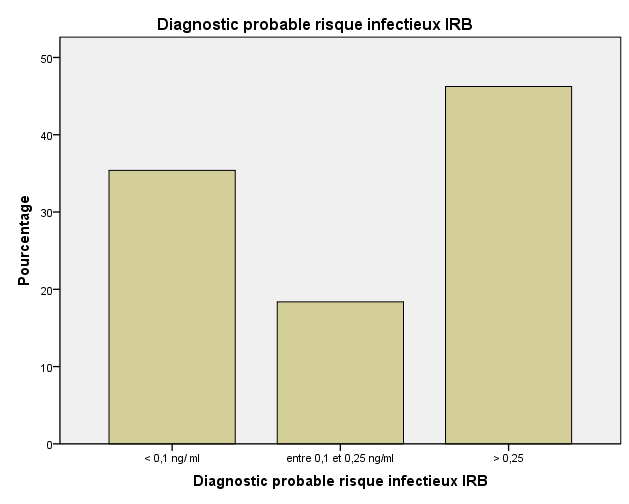 Diagnostic probable risque infectieux IRB
Pourcentage
50
40
30
20
10
0
< 0,1 ng/ ml
entre 0,1 et 0,25 ng/ml
> 0,25
Diagnostic probable risque infectieux IRB